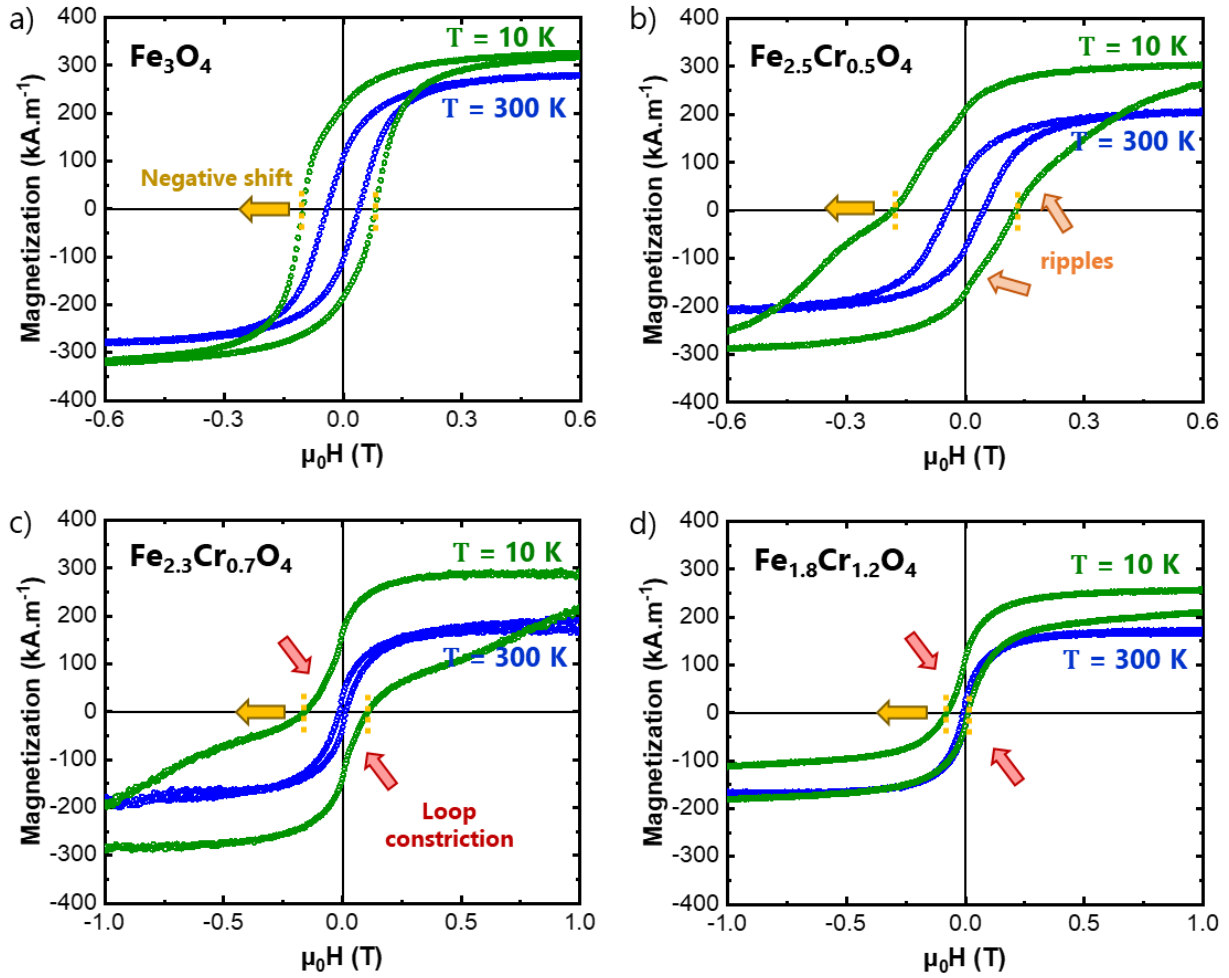 a)
Fe₃O₄
T = 10 K
T = 300 K
Negative shift
Magnetization (kA.m⁻¹)
400
300
200
100
0
-100
-200
-300
-400
-0.6
-0.3
0.0
0.3
0.6
µ₀H (T)
b)
Fe₂.₅Cr₀.₅O₄
T = 10 K
T = 300 K
ripples
Magnetization (kA.m⁻¹)
400
300
200
100
0
-100
-200
-300
-400
-0.6
-0.3
0.0
0.3
0.6
µ₀H (T)
c)
Fe₂.₃Cr₀.₇O₄
T = 10 K
T = 300 K
Loop
constriction
Magnetization (kA.m⁻¹)
400
300
200
100
0
-100
-200
-300
-400
-1.0
-0.5
0.0
0.5
1.0
µ₀H (T)
d)
Fe₁.₈Cr₁.₂O₄
T = 10 K
T = 300 K
Magnetization (kA.m⁻¹)
400
300
200
100
0
-100
-200
-300
-400
-1.0
-0.5
0.0
0.5
1.0
µ₀H (T)